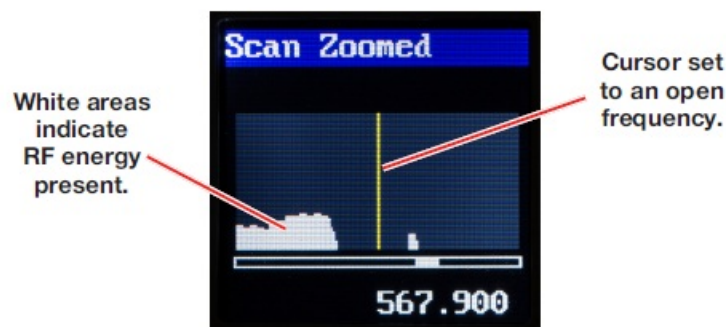 Scan Zoomed
White areas
indicate
RF energy
present.
Cursor set
to an open
frequency.
567.900